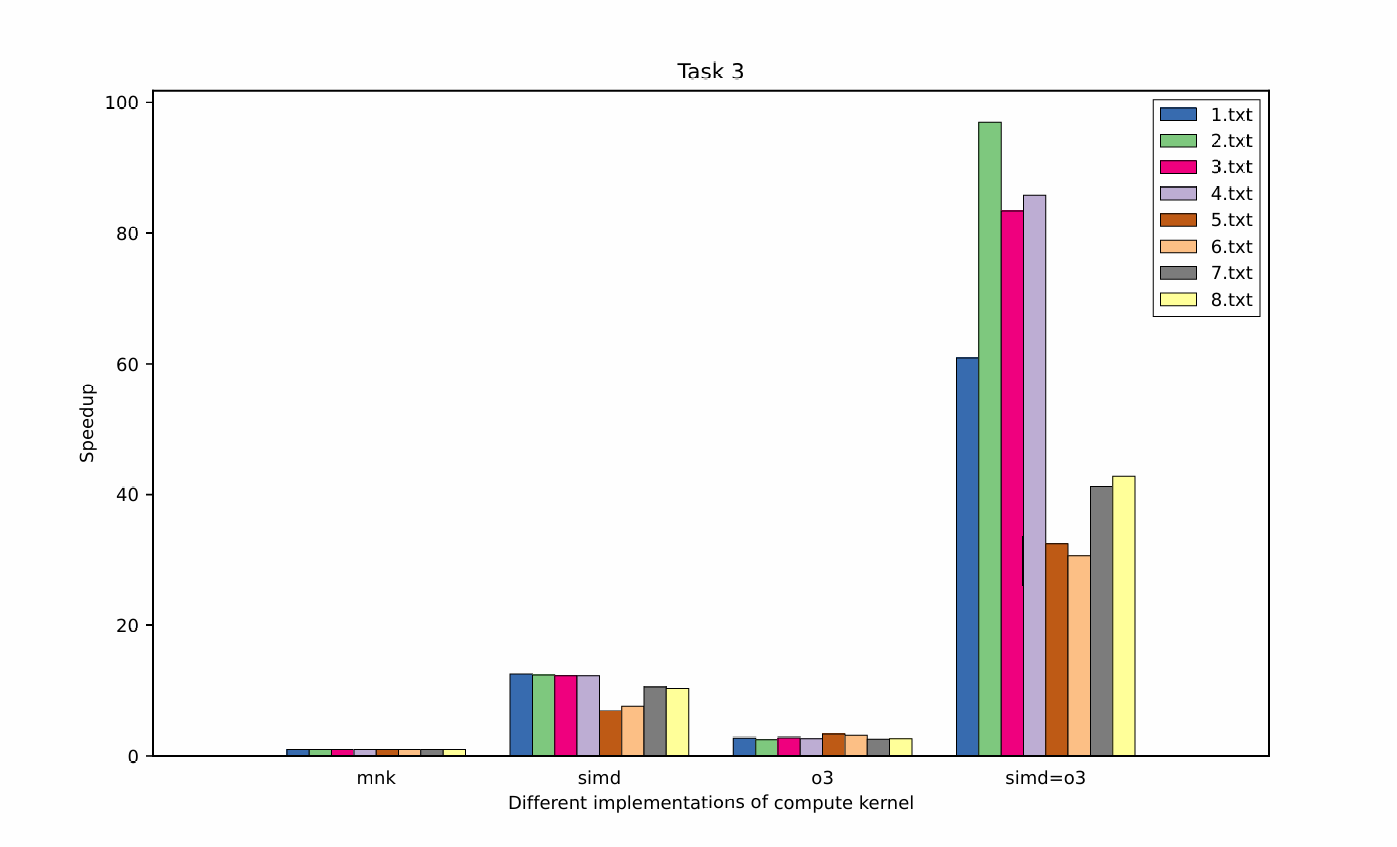 Task 3
100
80
60
40
20
0
Speedup
1.txt
2.txt
3.txt
4.txt
5.txt
6.txt
7.txt
8.txt
mnk simd o3 simd=o3
Different implementations of compute kernel